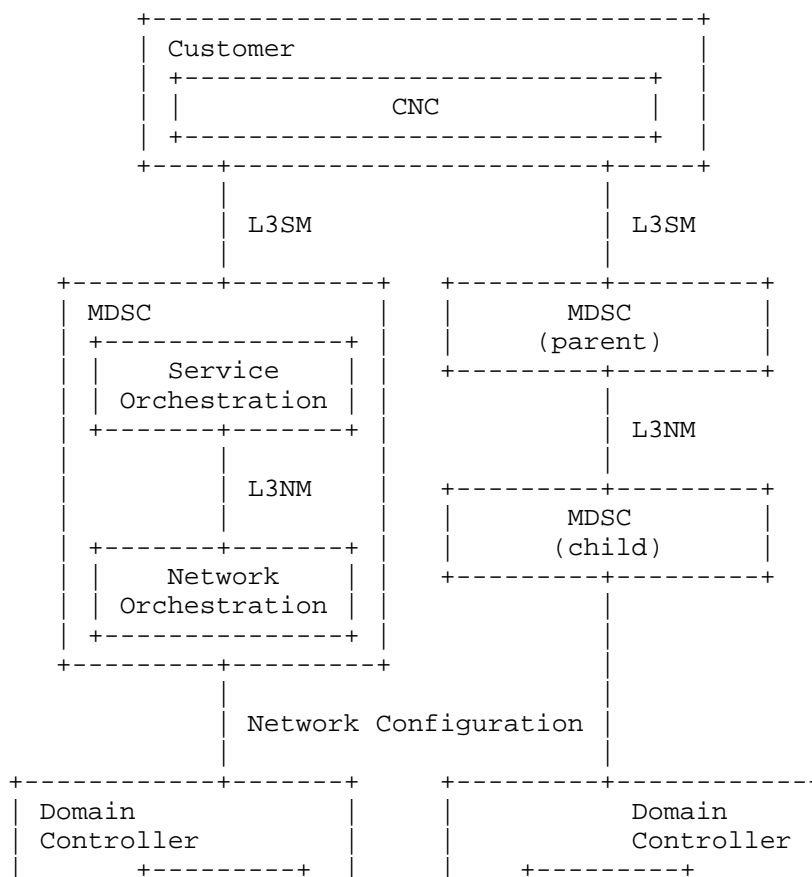 Customer
CNC
L3SM L3SM
MDSC MDSC
(parent)
Service
Orchestration
L3NM
L3NM
MDSC
(child)
Network
Orchestration
Network Configuration
Domain Domain
Controller Controller